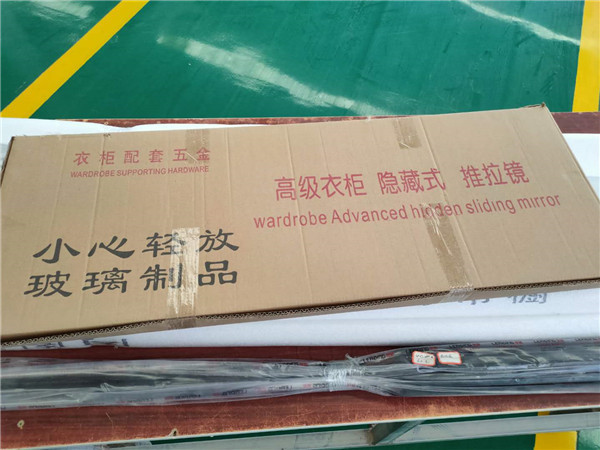 衣柜配套五金
WARDROBE SUPPORTING HARDWARE
高级衣柜 隐藏式 推拉镜
wardrobe Advanced hidden sliding mirror
小心轻放
玻璃制品